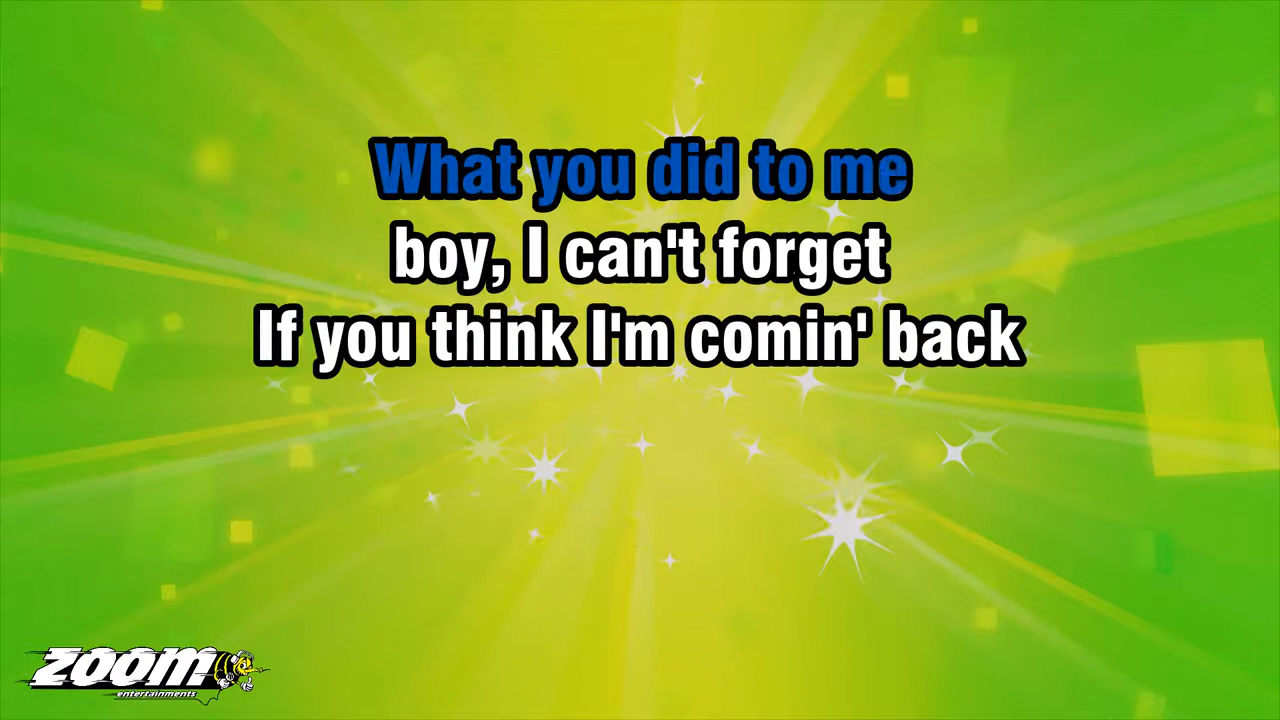 What you did to me
boy, I can't forget
If you think I'm comin' back
zoom
entertainments